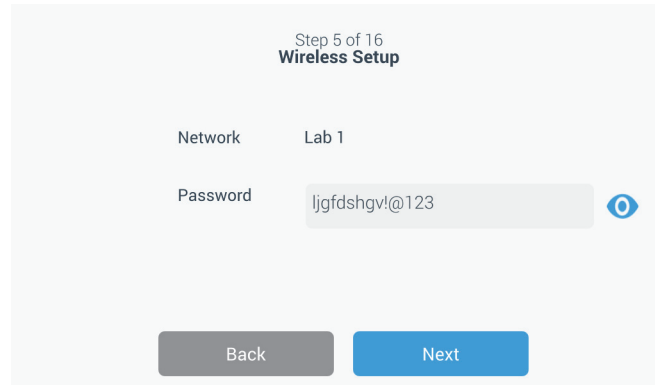 Step 5 of 16
Wireless Setup
Network Lab 1
Password ljgfdshgv!@123
Back Next